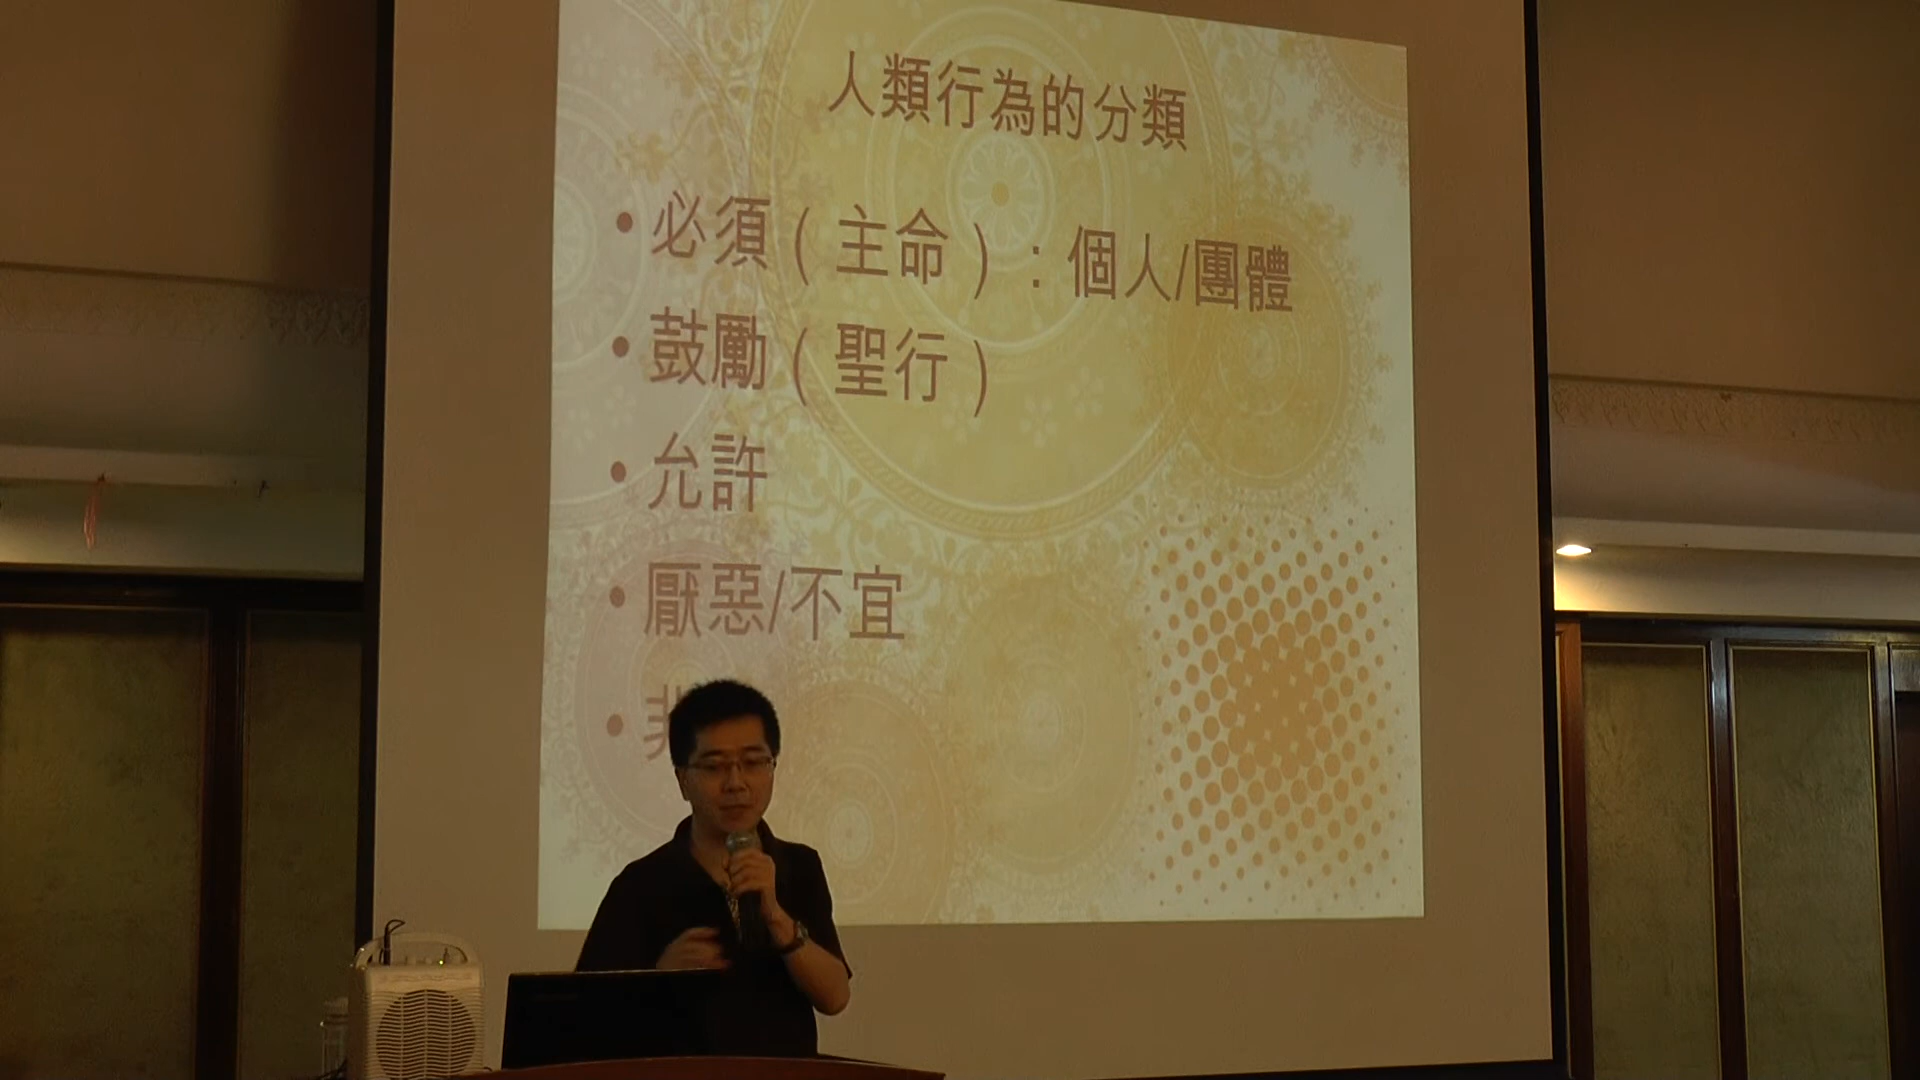 人類行為的分類
•必須（主命）：個人/團體
•鼓勵（聖行）
•允許
•厭惡/不宜
•非